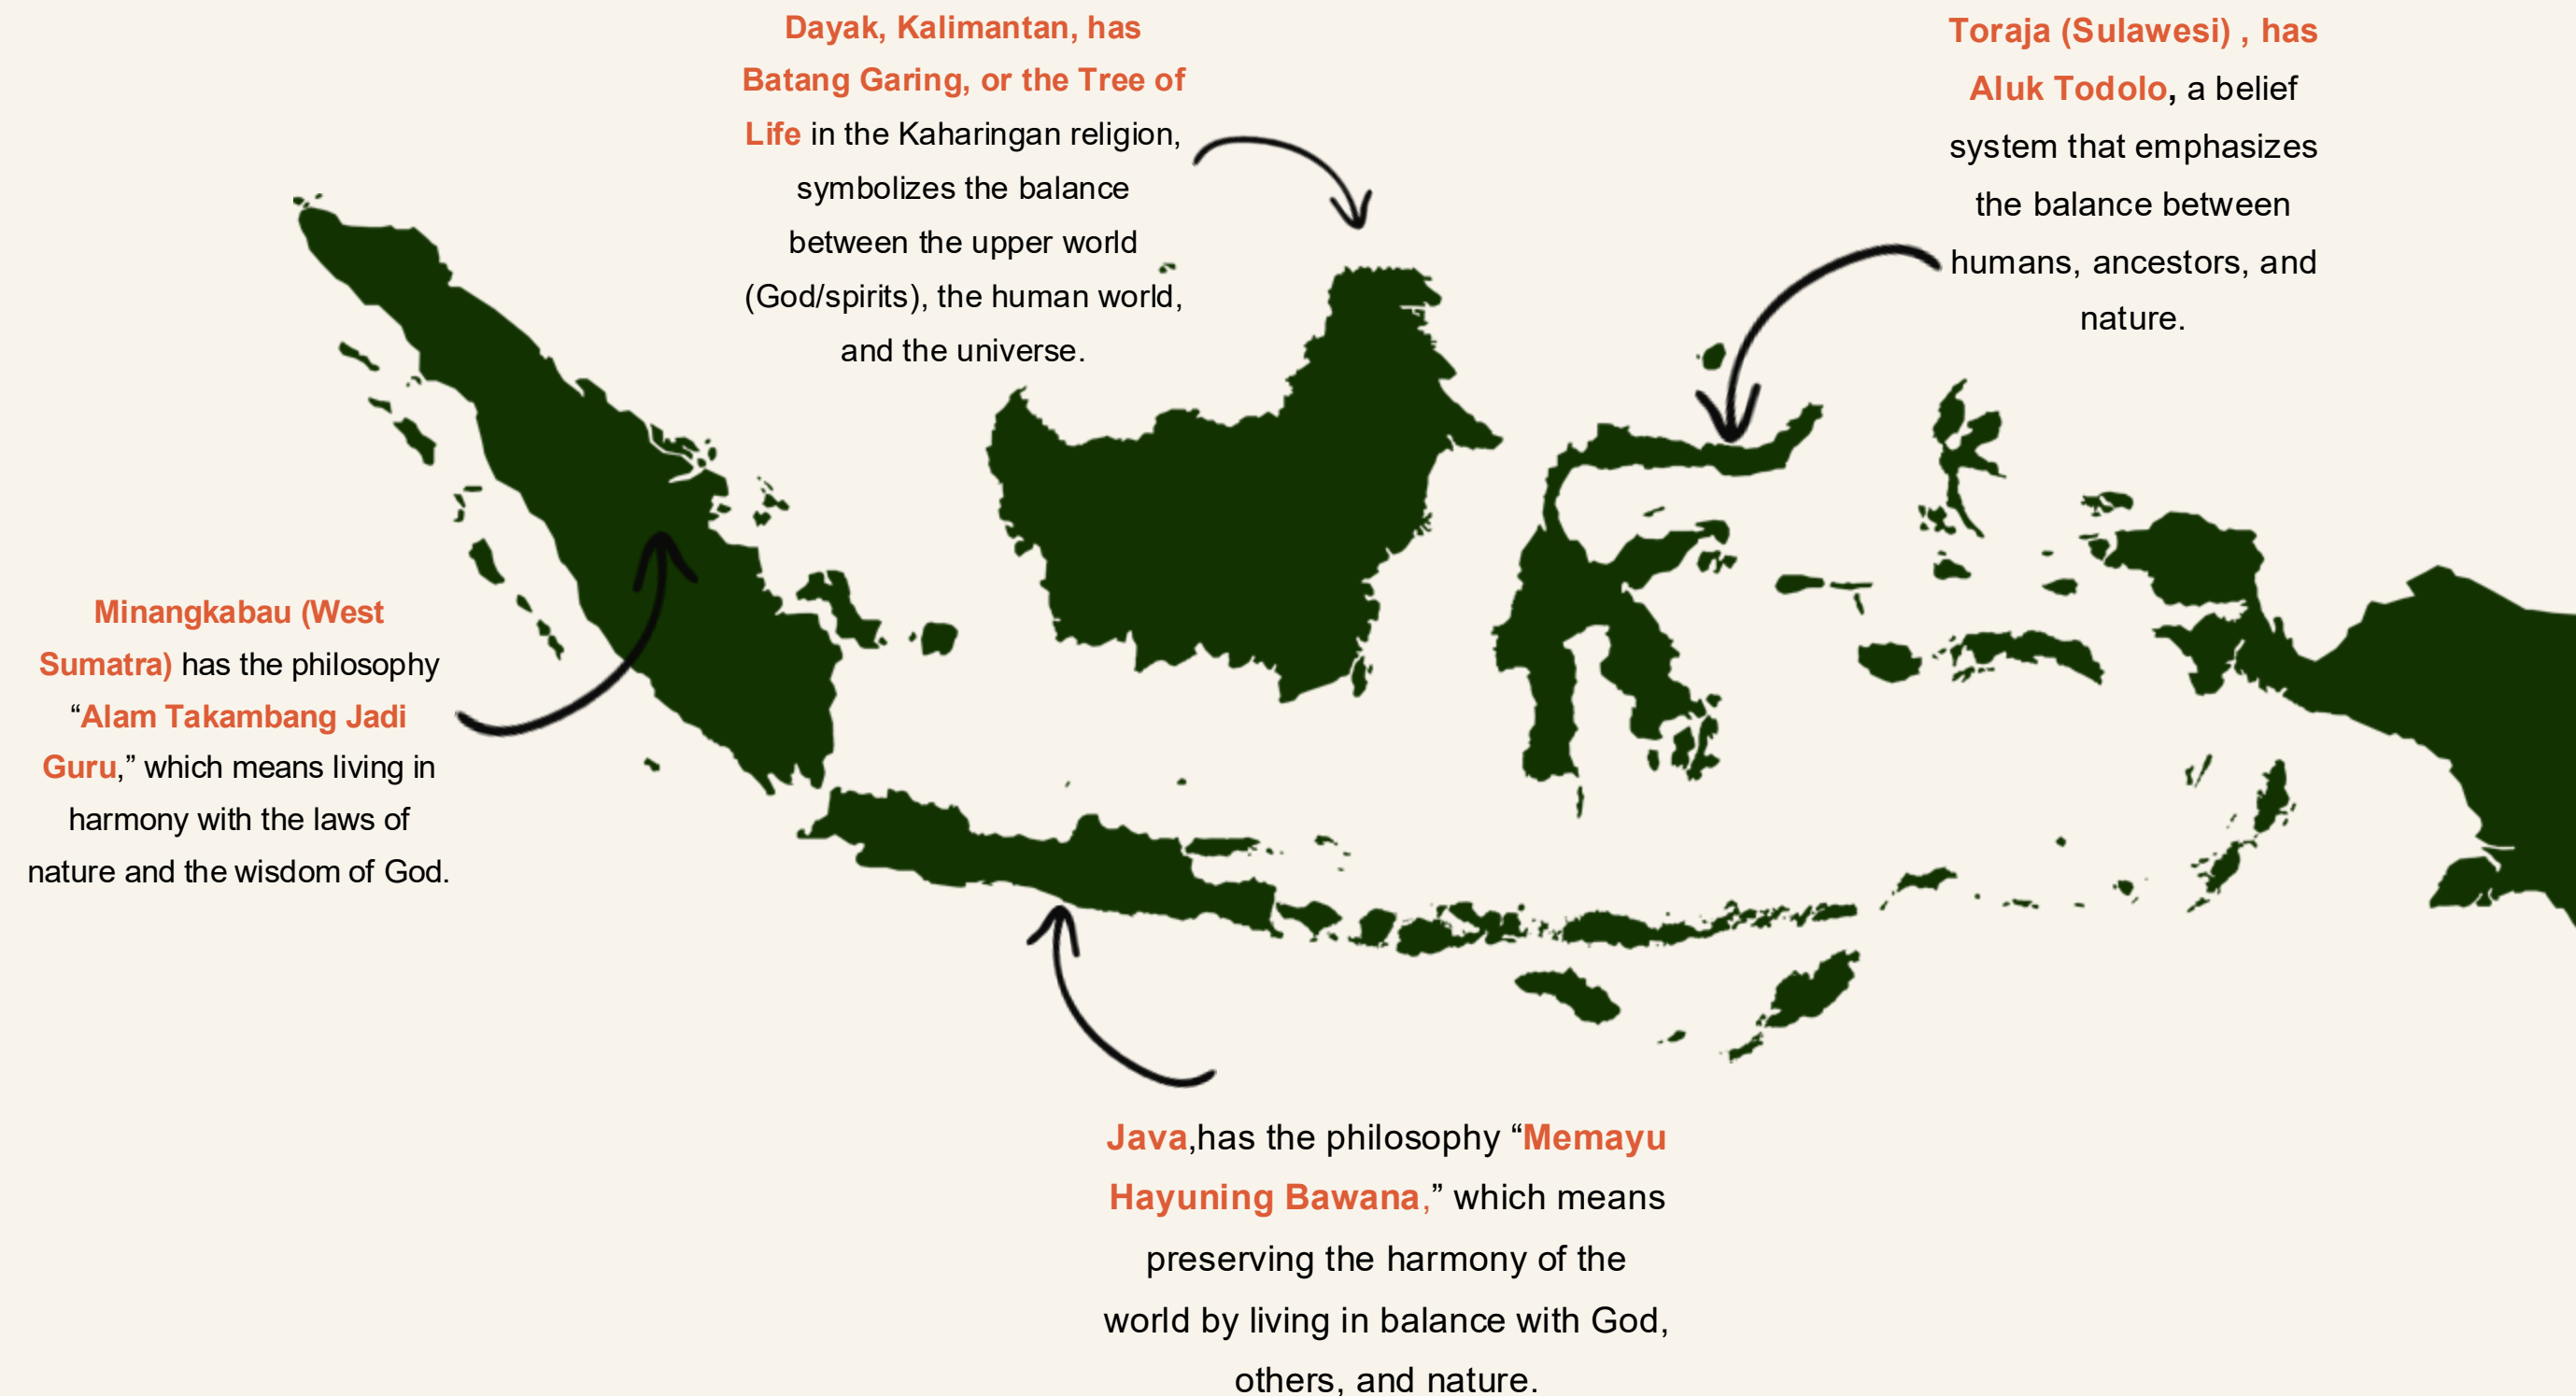 Dayak, Kalimantan, has
Batang Garing, or the Tree of
Life in the Kaharingan religion,
symbolizes the balance
between the upper world
(God/spirits), the human world,
and the universe.
Toraja (Sulawesi) , has
Aluk Todolo, a belief
system that emphasizes
the balance between
humans, ancestors, and
nature.
Minangkabau (West
Sumatra) has the philosophy
“Alam Takambang Jadi
Guru,” which means living in
harmony with the laws of
nature and the wisdom of God.
Java,has the philosophy “Memayu
Hayuning Bawana,” which means
preserving the harmony of the
world by living in balance with God,
others, and nature.